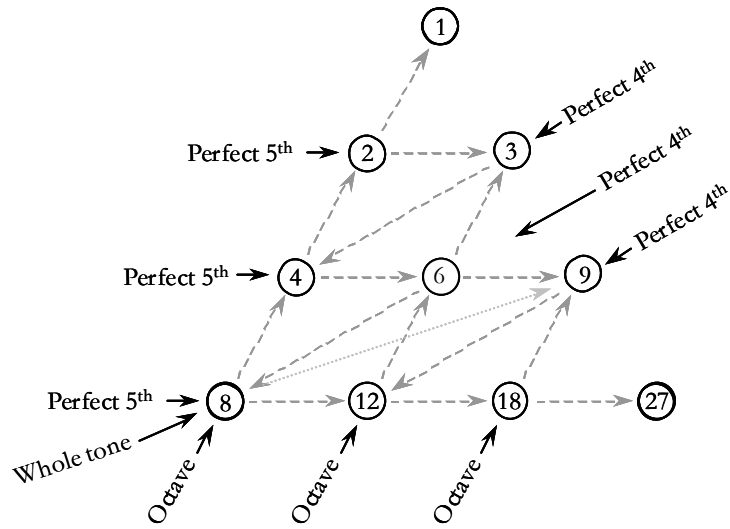 1
Perfect 5th → 2 3 Perfect 4th
Perfect 4th
Perfect 5th 4 6 9 Perfect 4th
Perfect 5th 8 12 18 27
Whole tone
Octave Octave Octave